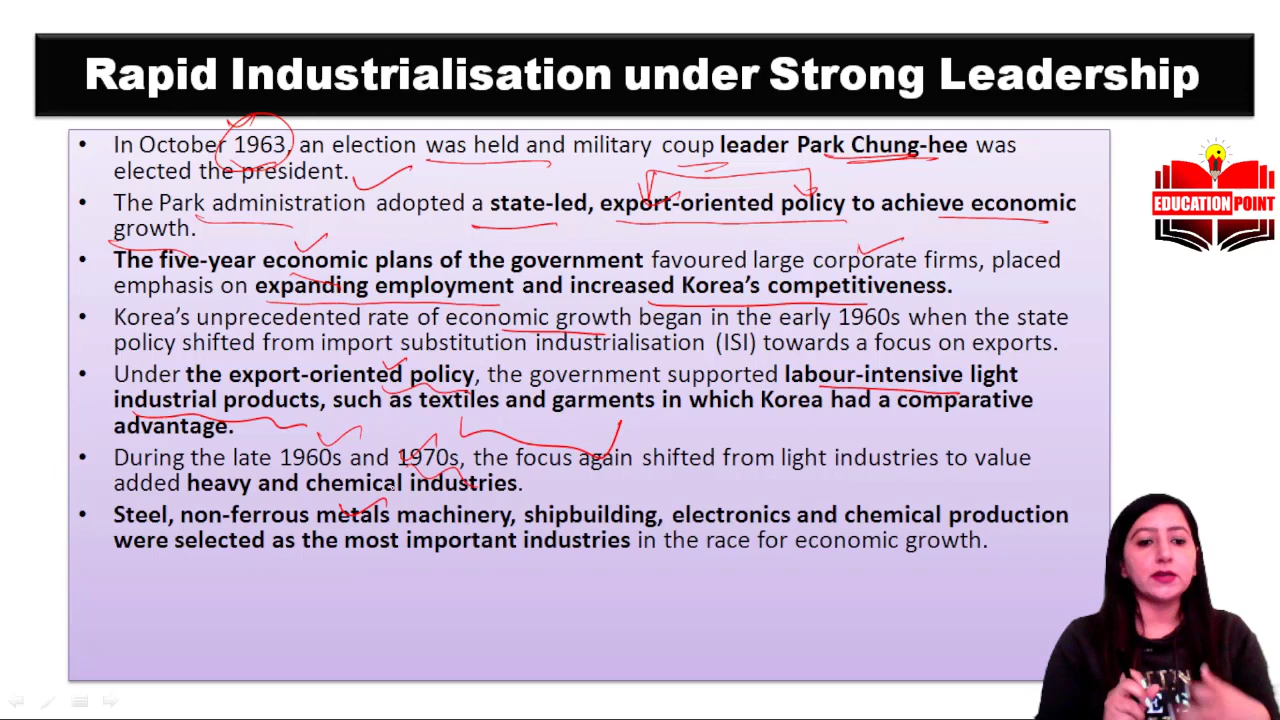 Rapid Industrialisation under Strong Leadership
• In October 1963, an election was held and military coup leader Park Chung-hee was
elected the president.
• The Park administration adopted a state-led, export-oriented policy to achieve economic
growth.
• The five-year economic plans of the government favoured large corporate firms, placed
emphasis on expanding employment and increased Korea's competitiveness.
• Korea's unprecedented rate of economic growth began in the early 1960s when the state
policy shifted from import substitution industrialisation (ISI) towards a focus on exports.
• Under the export-oriented policy, the government supported labour-intensive light
industrial products, such as textiles and garments in which Korea had a comparative
advantage.
• During the late 1960s and 1970s, the focus again shifted from light industries to value
added heavy and chemical industries.
• Steel, non-ferrous metals machinery, shipbuilding, electronics and chemical production
were selected as the most important industries in the race for economic growth.
EDUCATION POINT